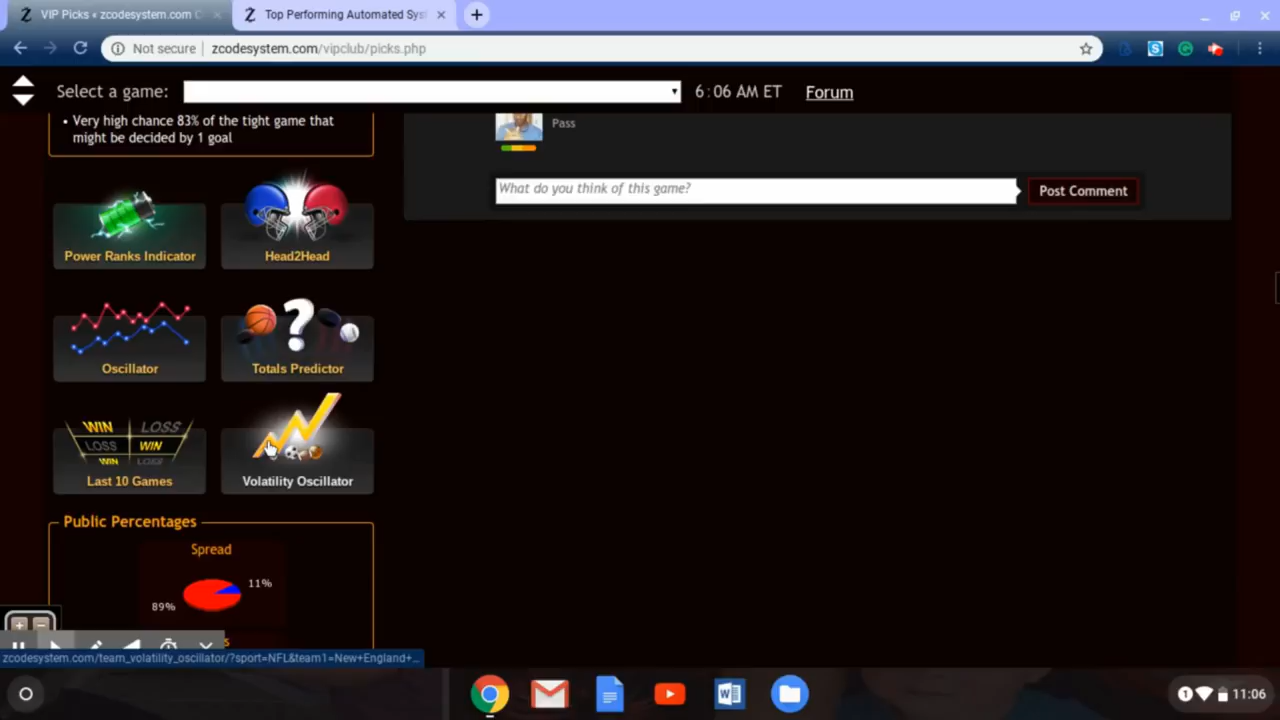 VIP Picks « zcodesystem.com
Top Performing Automated Sys
Not secure
zcodesystem.com/vipclub/picks.php
Select a game:
6:06 AM ET
Forum
• Very high chance 83% of the tight game that
might be decided by 1 goal
Pass
What do you think of this game?
Post Comment
Power Ranks Indicator
Head2Head
Oscillator
?
Totals Predictor
WIN LOSS
LOSS WIN
WIN LOSS
Last 10 Games
Volatility Oscillator
Public Percentages
Spread
11%
89%
zcodesystem.com/team_volatility_oscillator/?sport=NFL&team1=New+England+...
1
11:06